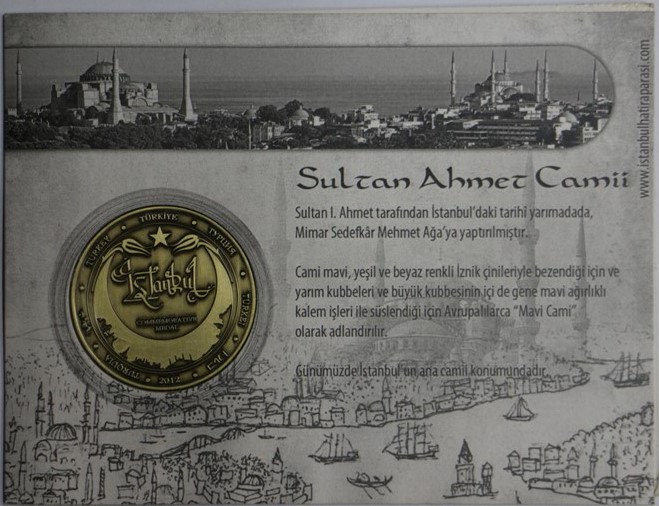 www.istanbulhatiraparasi.com
Sultan Ahmet Camii
Sultan I. Ahmet tarafından İstanbul'daki tarihi yarımadada,
Mimar Sedefkâr Mehmet Ağa'ya yaptırılmıştır.
Cami mavi, yeşil ve beyaz renkli İznik çinileriyle bezendiği için ve
yarım kubbeleri ve büyük kubbesinin içi de gene mavi ağırlıklı
kalem işleri ile süslendiği için Avrupalılarca "Mavi Cami"
olarak adlandırılır.
Günümüzde İstanbul'un ana camii konumundadır.
TÜRKİYE
TURKEY
İstanbul
COMMEMORATIVE
MEDAL
2012